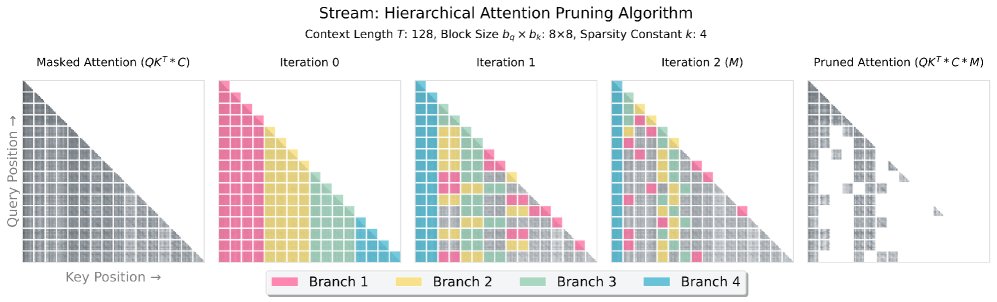 Stream: Hierarchical Attention Pruning Algorithm
Context Length T: 128, Block Size b_q × b_k: 8×8, Sparsity Constant k: 4
Masked Attention (QK^T * C)
Iteration 0
Iteration 1
Iteration 2 (M)
Pruned Attention (QK^T * C * M)
Query Position →
Key Position →
Branch 1
Branch 2
Branch 3
Branch 4